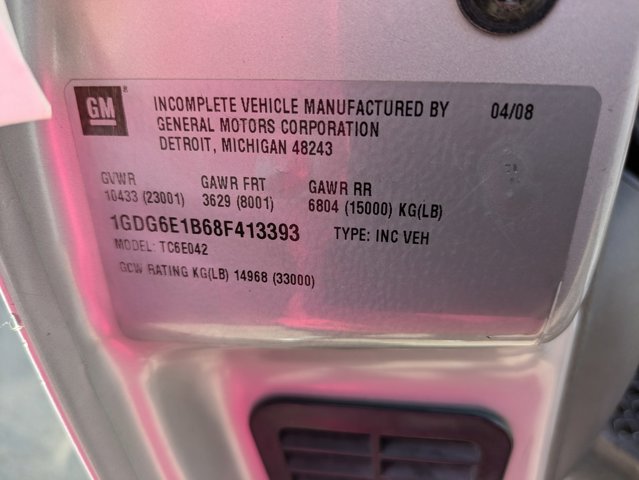 GM
INCOMPLETE VEHICLE MANUFACTURED BY 04/08
GENERAL MOTORS CORPORATION
DETROIT, MICHIGAN 48243
GVWR GAWR FRT GAWR RR
10433 (23001) 3629 (8001) 6804 (15000) KG(LB)
1GDG6E1B68F413393 TYPE: INC VEH
MODEL: TC6E042
GCW RATING KG(LB) 14968 (33000)